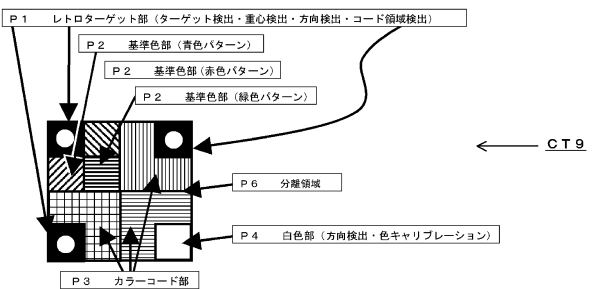 P1 レトロターゲット部（ターゲット検出・重心検出・方向検出・コード領域検出）
P2 基準色部（青色パターン）
P2 基準色部（赤色パターン）
P2 基準色部（緑色パターン）
CT9
P6 分離領域
P4 白色部（方向検出・色キャリブレーション）
P3 カラーコード部